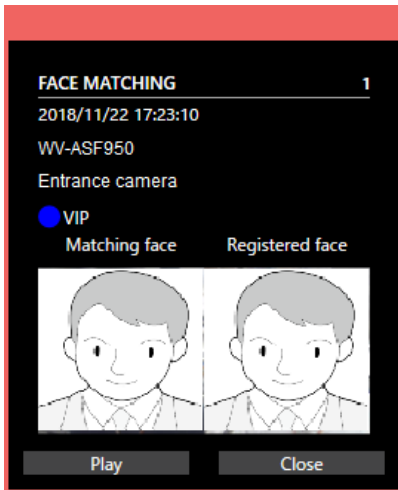 FACE MATCHING 1
2018/11/22 17:23:10
WV-ASF950
Entrance camera
VIP
Matching face Registered face
Play Close